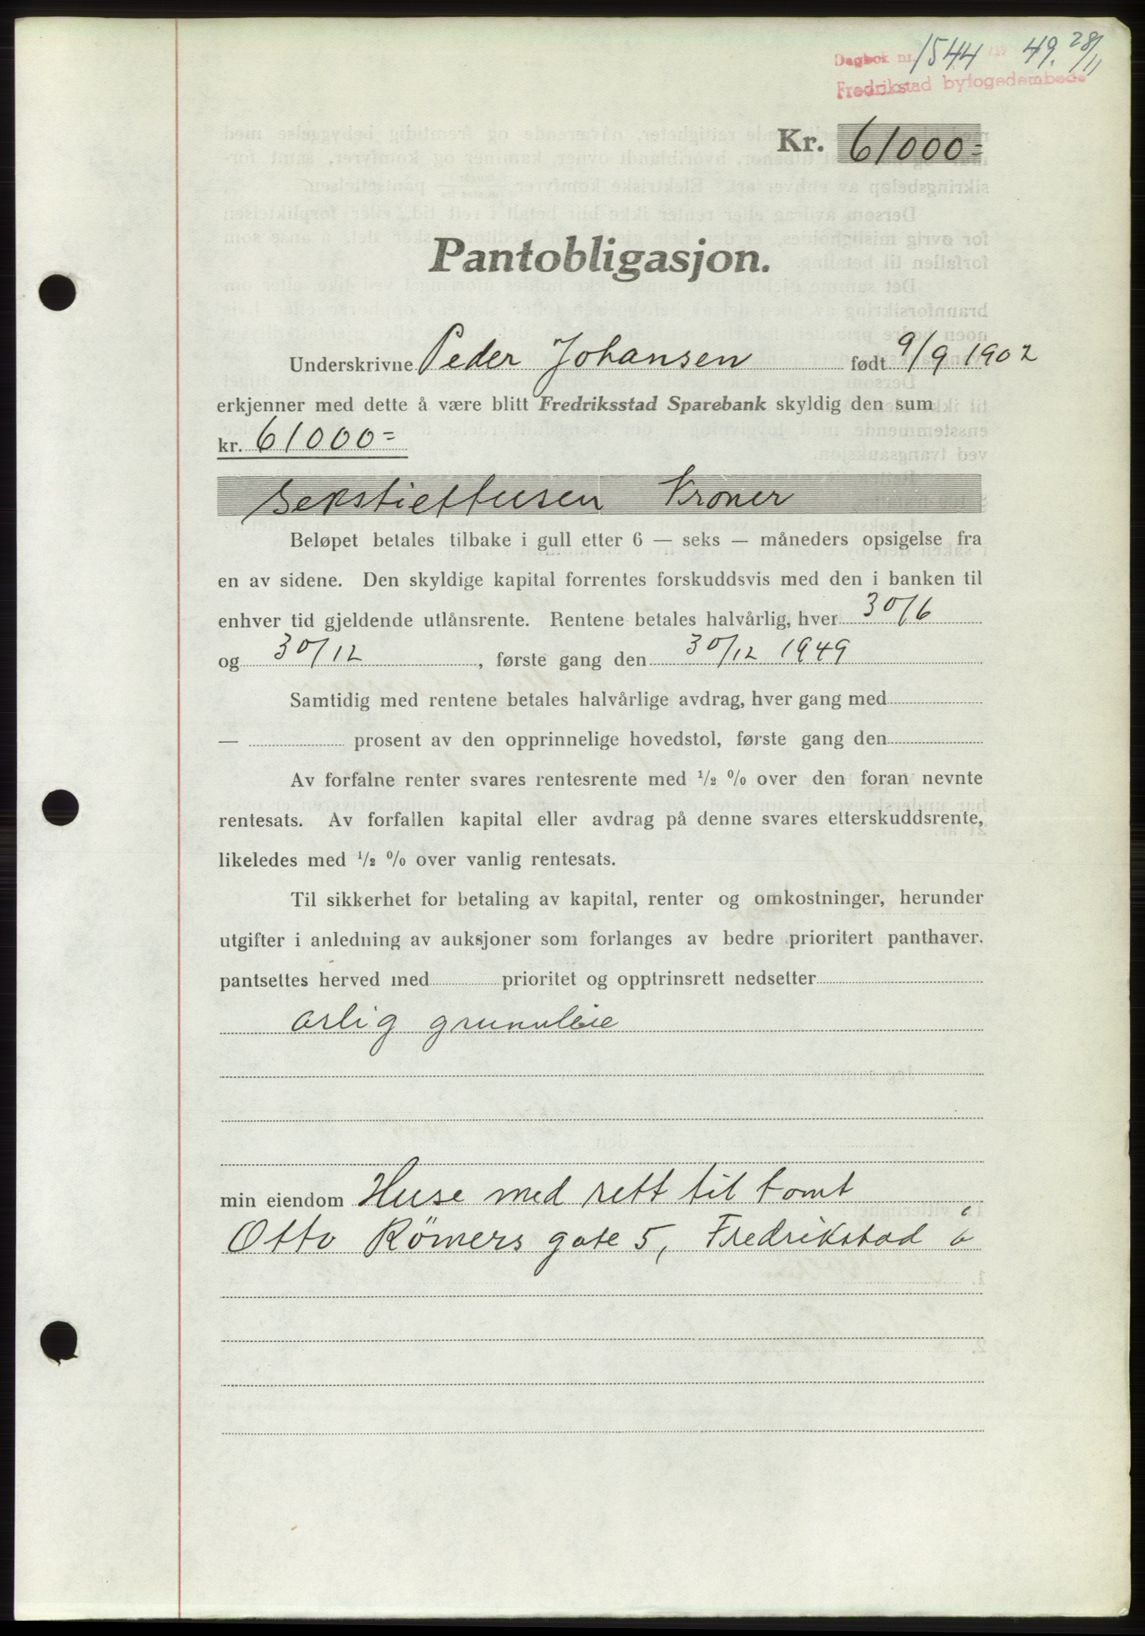 Dagbok nr. 1544 /19 49. 28/11
Fredrikstad byfogedembede
Kr. 61000=
Pantobligasjon.
Underskrivne Peder Johansen født 9/9 1902
erkjenner med dette å være blitt Fredriksstad Sparebank skyldig den sum
kr. 61000=
Sekstiettusen Kroner
Beløpet betales tilbake i gull etter 6 — seks — måneders opsigelse fra
en av sidene. Den skyldige kapital forrentes forskuddsvis med den i banken til
enhver tid gjeldende utlånsrente. Rentene betales halvårlig, hver 30/6
og 30/12, første gang den 30/12 1949
Samtidig med rentene betales halvårlige avdrag, hver gang med
— prosent av den opprinnelige hovedstol, første gang den
Av forfalne renter svares rentesrente med ½ % over den foran nevnte
rentesats. Av forfallen kapital eller avdrag på denne svares etterskuddsrente,
likeledes med ½ % over vanlig rentesats.
Til sikkerhet for betaling av kapital, renter og omkostninger, herunder
utgifter i anledning av auksjoner som forlanges av bedre prioritert panthaver.
pantsettes herved med prioritet og opptrinsrett nedsetter
årlig grunnleie
min eiendom Huse med rett til tomt
Otto Römers gate 5, Fredrikstad